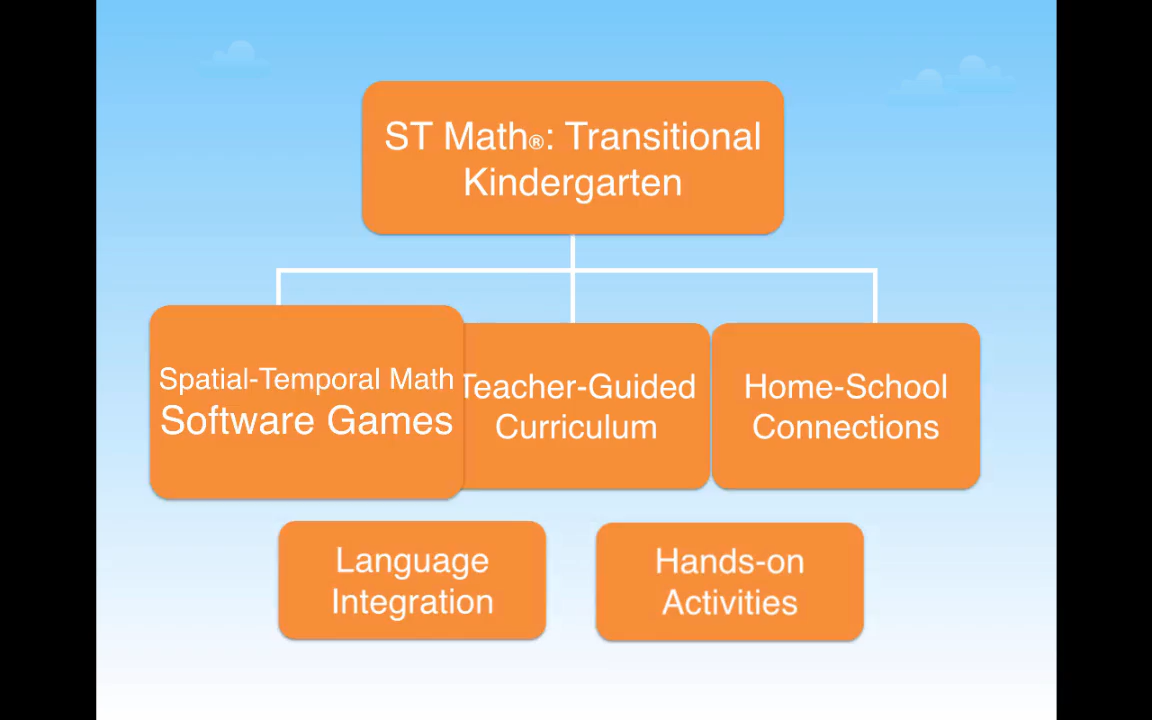 ST Math®: Transitional
Kindergarten
Spatial-Temporal Math
Software Games
Teacher-Guided
Curriculum
Home-School
Connections
Language
Integration
Hands-on
Activities